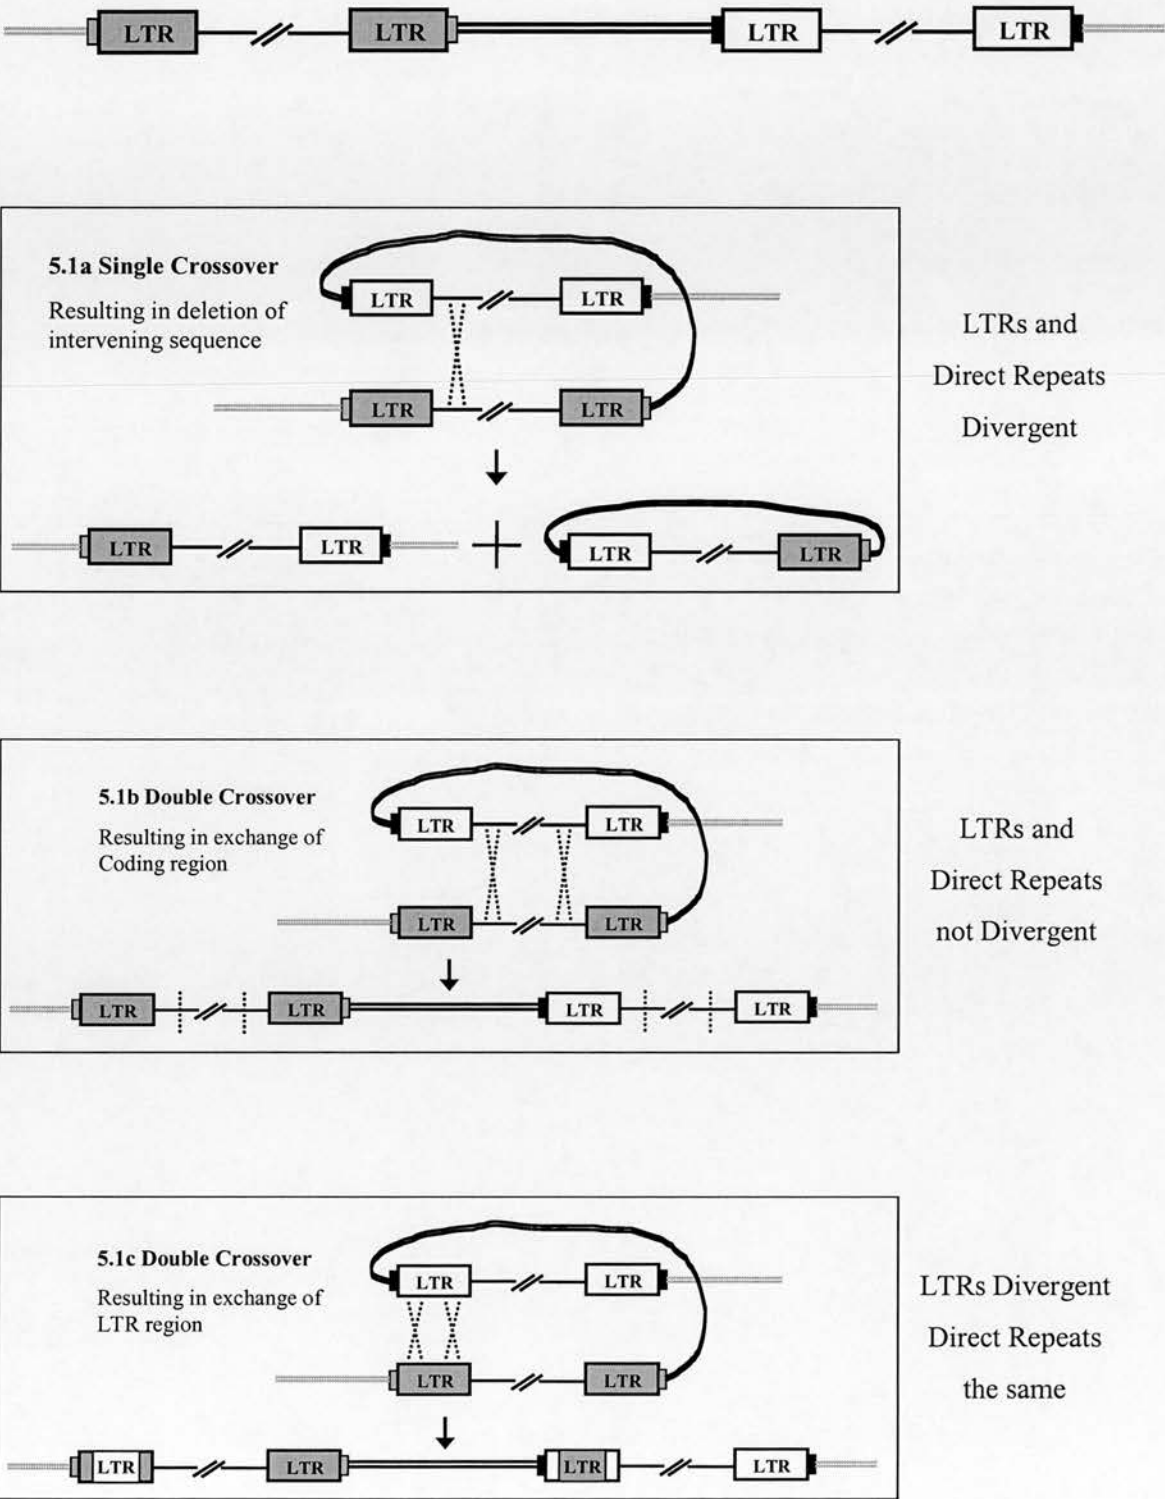 LTR LTR LTR LTR
5.1a Single Crossover
Resulting in deletion of
intervening sequence
LTR LTR
LTR LTR
LTR LTR LTR LTR
LTRs and
Direct Repeats
Divergent
5.1b Double Crossover
Resulting in exchange of
Coding region
LTR LTR
LTR LTR
LTR LTR LTR LTR
LTRs and
Direct Repeats
not Divergent
5.1c Double Crossover
Resulting in exchange of
LTR region
LTR LTR
LTR LTR
LTR LTR LTR LTR
LTRs Divergent
Direct Repeats
the same